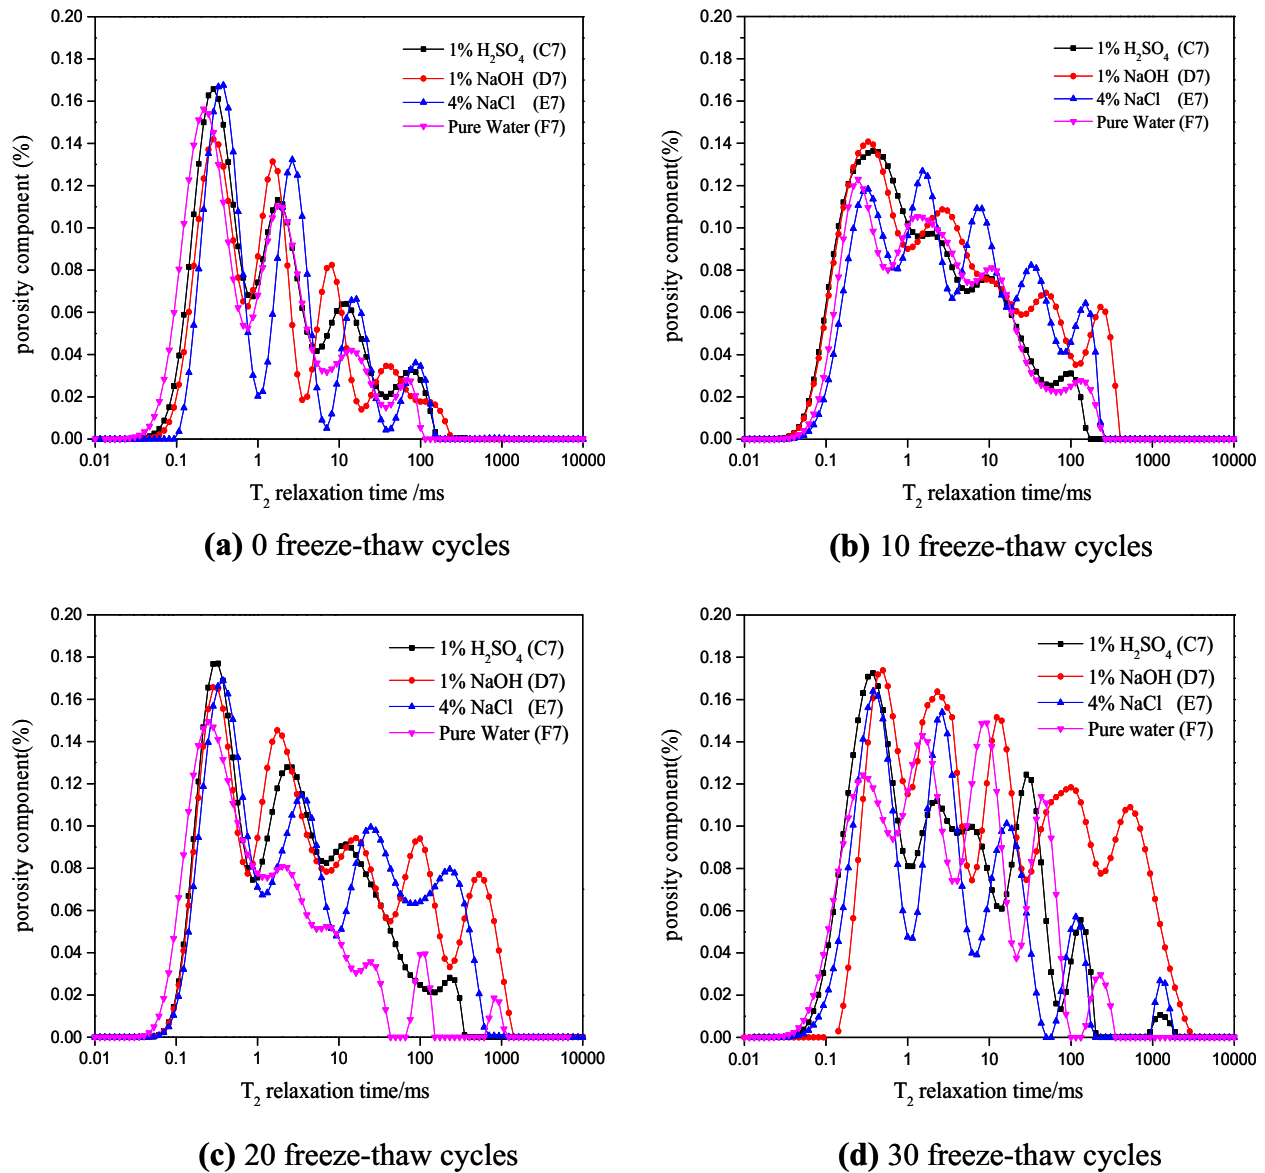 0.20
0.18
0.16
0.14
0.12
0.10
0.08
0.06
0.04
0.02
0.00
porosity component (%)
1% H₂SO₄ (C7)
1% NaOH (D7)
4% NaCl (E7)
Pure Water (F7)
0.01 0.1 1 10 100 1000 10000
T₂ relaxation time /ms
(a) 0 freeze-thaw cycles
0.20
0.18
0.16
0.14
0.12
0.10
0.08
0.06
0.04
0.02
0.00
porosity component(%)
1% H₂SO₄ (C7)
1% NaOH (D7)
4% NaCl (E7)
Pure Water (F7)
0.01 0.1 1 10 100 1000 10000
T₂ relaxation time/ms
(b) 10 freeze-thaw cycles
0.20
0.18
0.16
0.14
0.12
0.10
0.08
0.06
0.04
0.02
0.00
porosity component(%)
1% H₂SO₄ (C7)
1% NaOH (D7)
4% NaCl (E7)
Pure Water (F7)
0.01 0.1 1 10 100 1000 10000
T₂ relaxation time/ms
(c) 20 freeze-thaw cycles
0.20
0.18
0.16
0.14
0.12
0.10
0.08
0.06
0.04
0.02
0.00
porosity component(%)
1% H₂SO₄ (C7)
1% NaOH (D7)
4% NaCl (E7)
Pure water (F7)
0.01 0.1 1 10 100 1000 10000
T₂ relaxation time/ms
(d) 30 freeze-thaw cycles